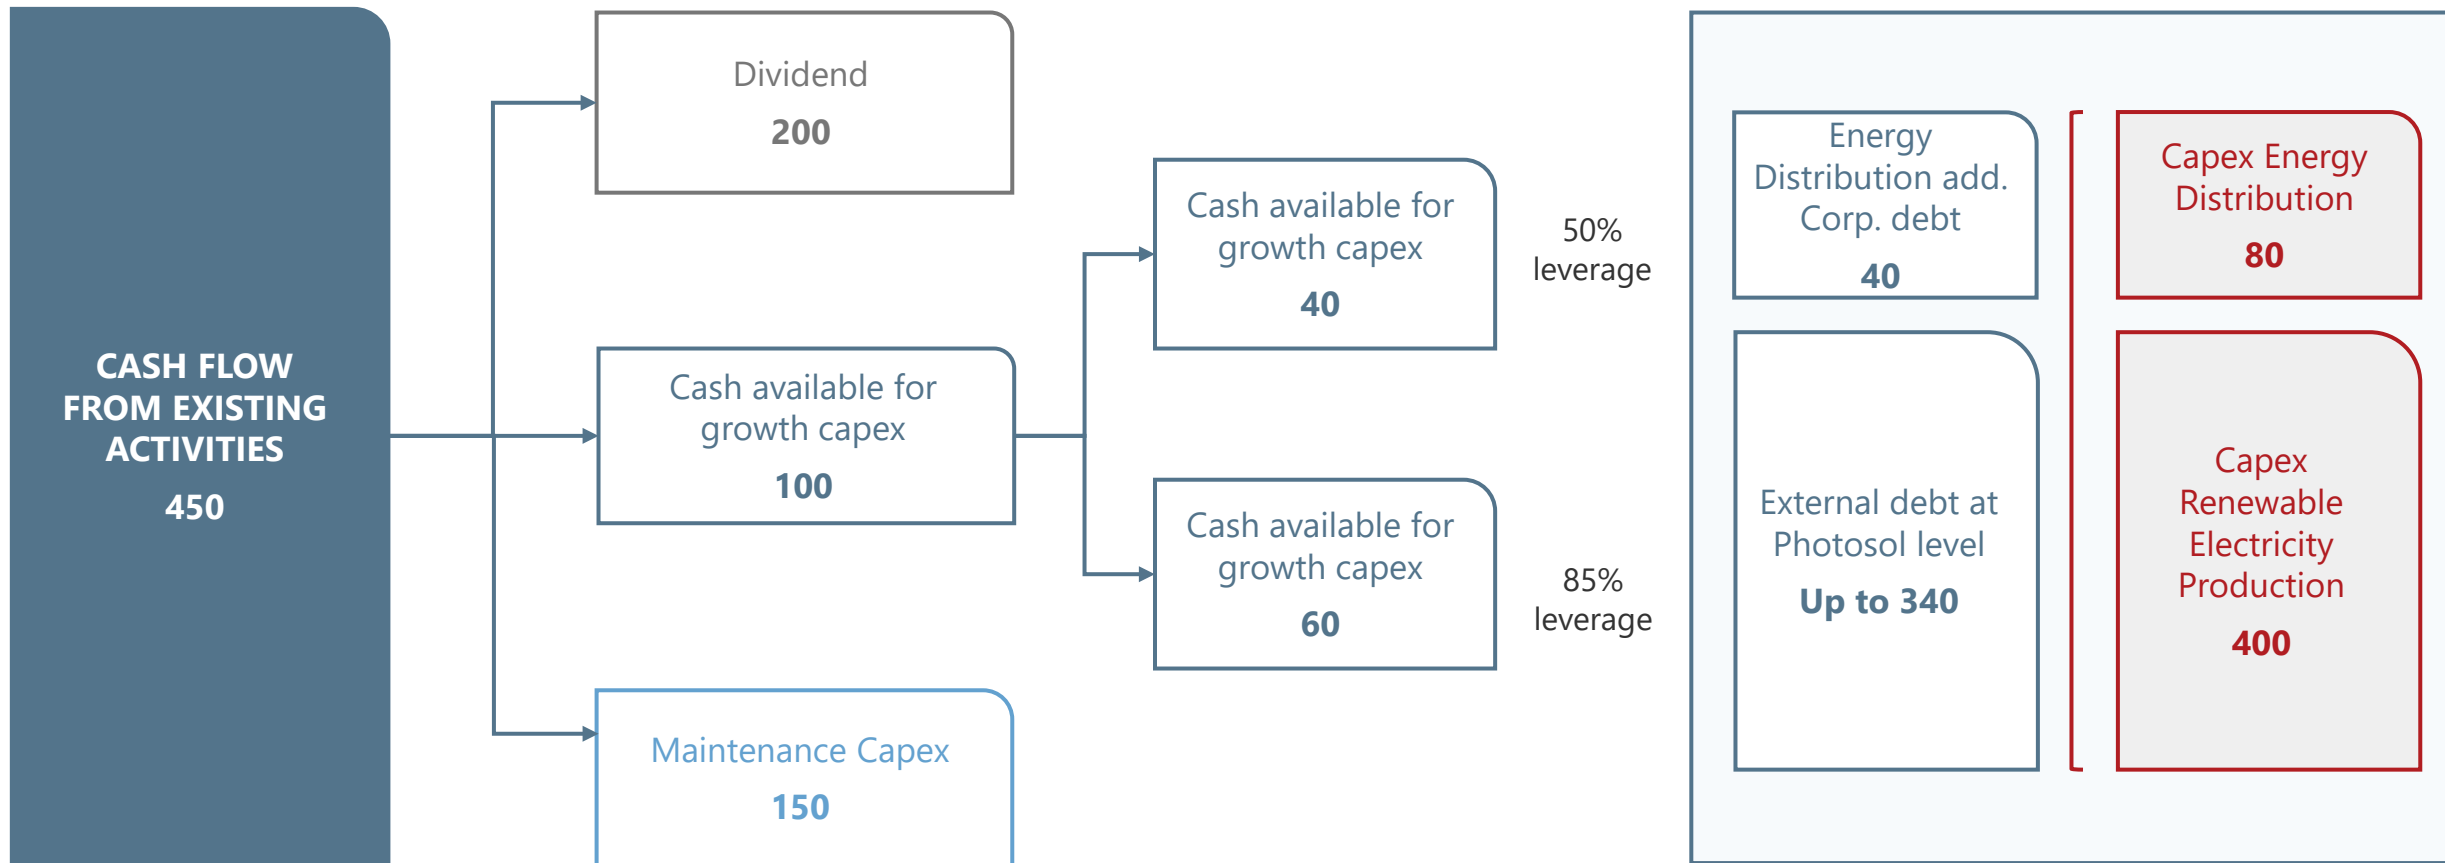 CASH FLOW
FROM EXISTING
ACTIVITIES
450
Dividend
200
Cash available for
growth capex
100
Maintenance Capex
150
Cash available for
growth capex
40
Cash available for
growth capex
60
50%
leverage
85%
leverage
Energy
Distribution add.
Corp. debt
40
External debt at
Photosol level
Up to 340
Capex Energy
Distribution
80
Capex
Renewable
Electricity
Production
400